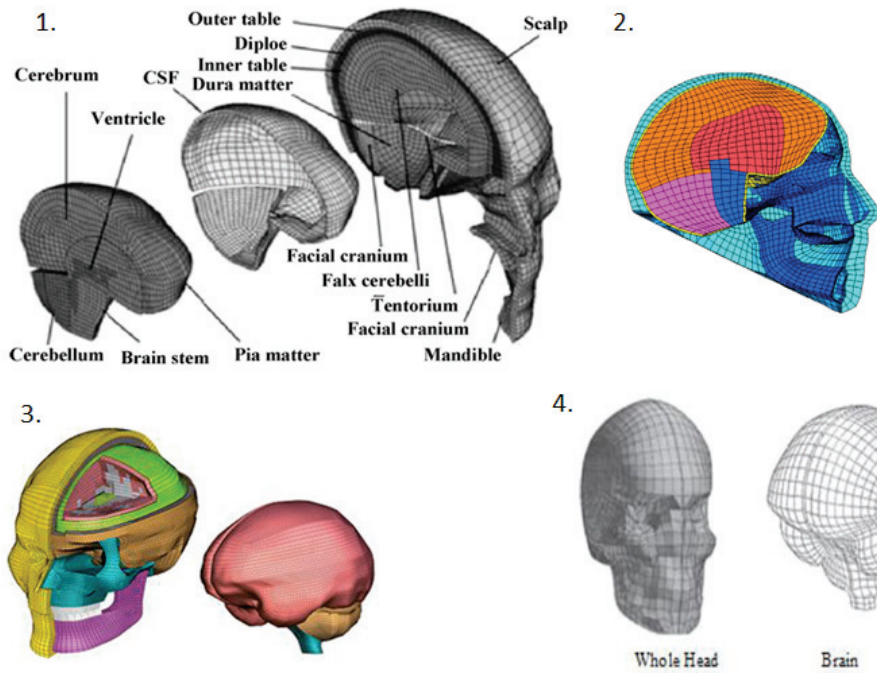 1.
Outer table
Diploe
Inner table
Dura matter
Scalp
CSF
Cerebrum
Ventricle
Facial cranium
Falx cerebelli
T̅entorium
Facial cranium
Mandible
Cerebellum
Brain stem
Pia matter
2.
3.
4.
Whole Head
Brain